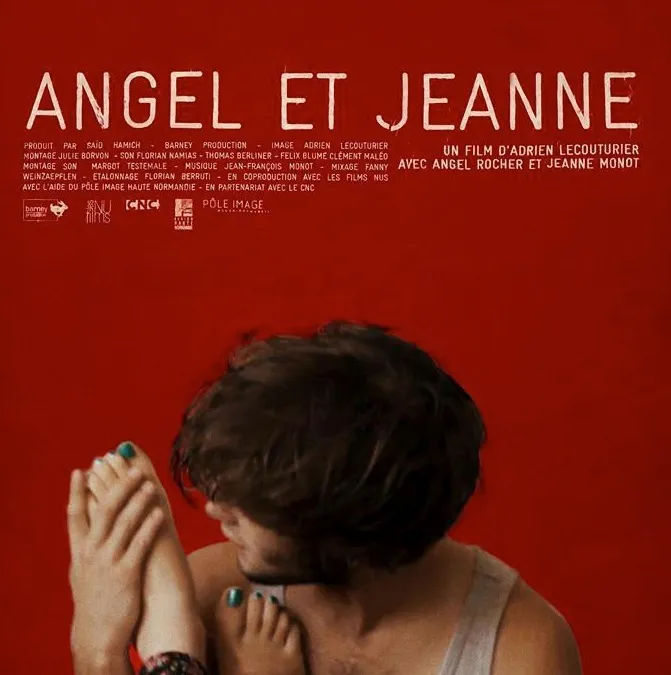 ANGEL ET JEANNE
PRODUIT PAR SAÏD HAMICH - BARNEY PRODUCTION - IMAGE ADRIEN LECOUTURIER
MONTAGE JULIE BORVON - SON FLORIAN NAMIAS - THOMAS BERLINER - FELIX BLUME CLÉMENT MALÉO
MONTAGE SON MARGOT TESTEMALE - MUSIQUE JEAN-FRANÇOIS MONOT - MIXAGE FANNY
WEINZAEPFLEN - ETALONNAGE FLORIAN BERRUTI - EN COPRODUCTION AVEC LES FILMS NUS
AVEC L'AIDE DU PÔLE IMAGE HAUTE NORMANDIE - EN PARTENARIAT AVEC LE CNC
UN FILM D'ADRIEN LECOUTURIER
AVEC ANGEL ROCHER ET JEANNE MONOT
barney
NU
films
CNC
PÔLE IMAGE